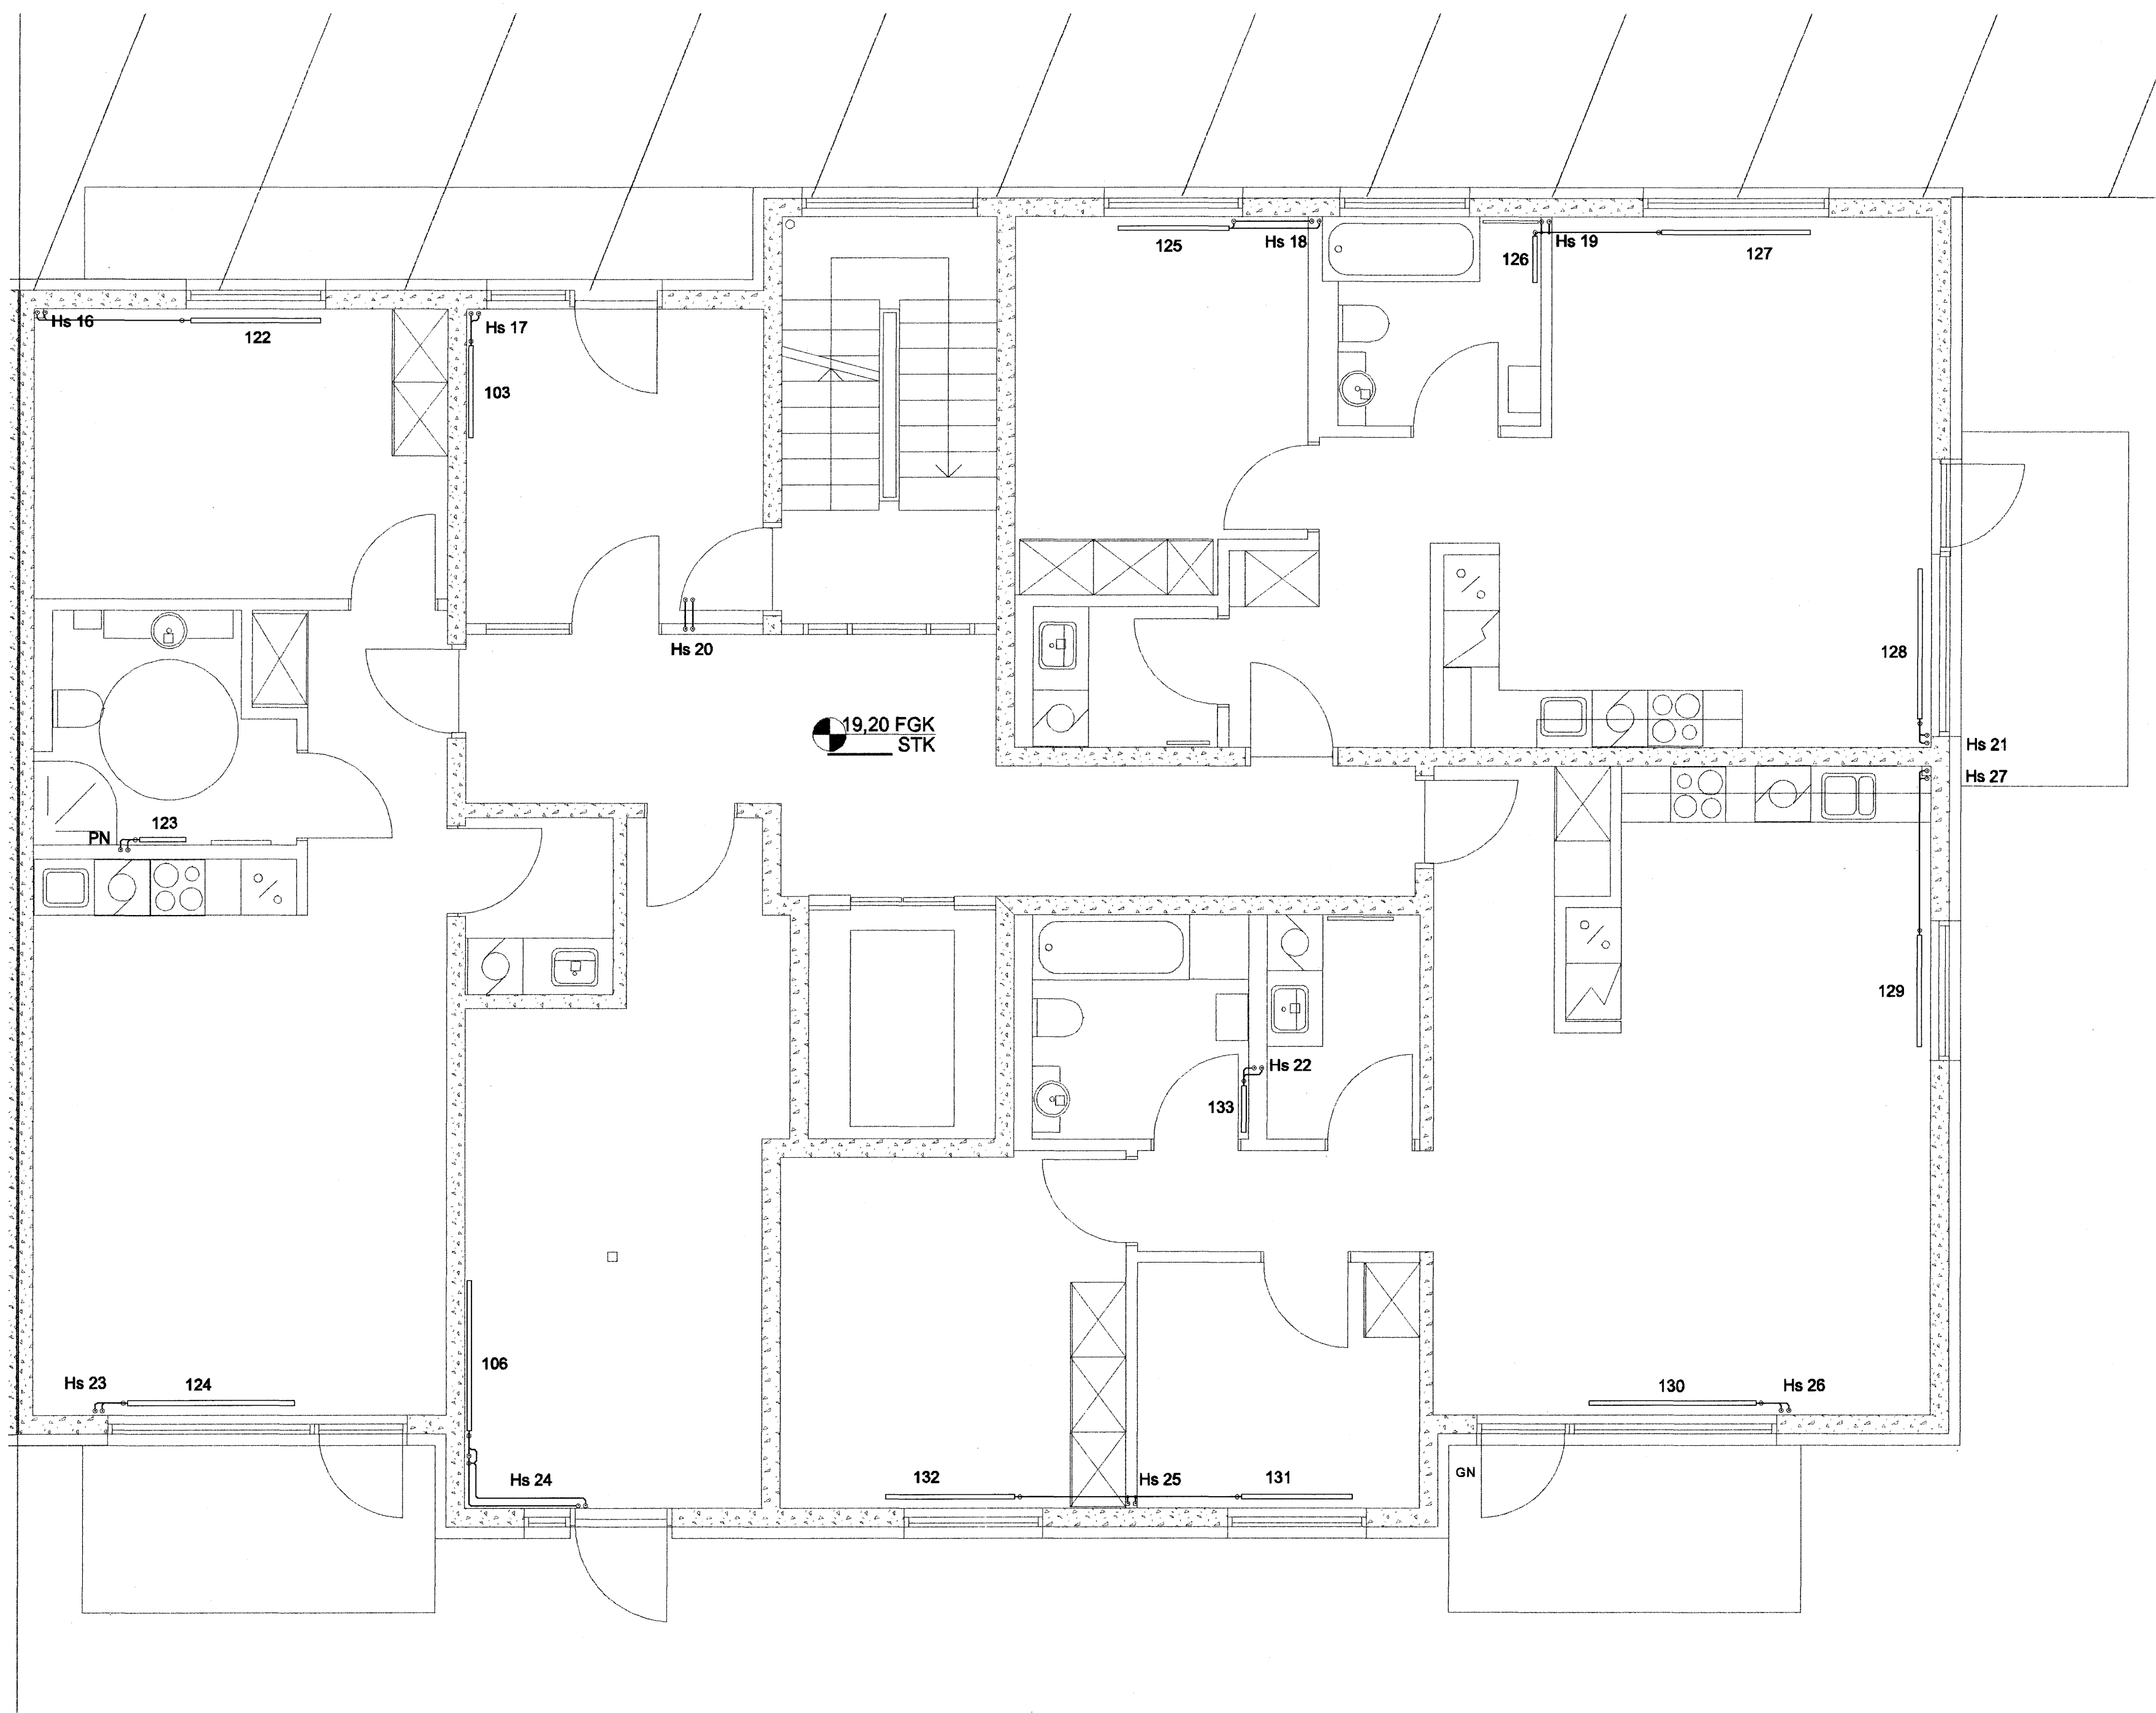 125
Hs 18
126
Hs 19
127
Hs 16
122
Hs 17
103
Hs 20
128
19,20 FGK
STK
Hs 21
Hs 27
PN
123
129
Hs 22
133
106
Hs 23
124
130
Hs 26
Hs 24
132
Hs 25
131
GN